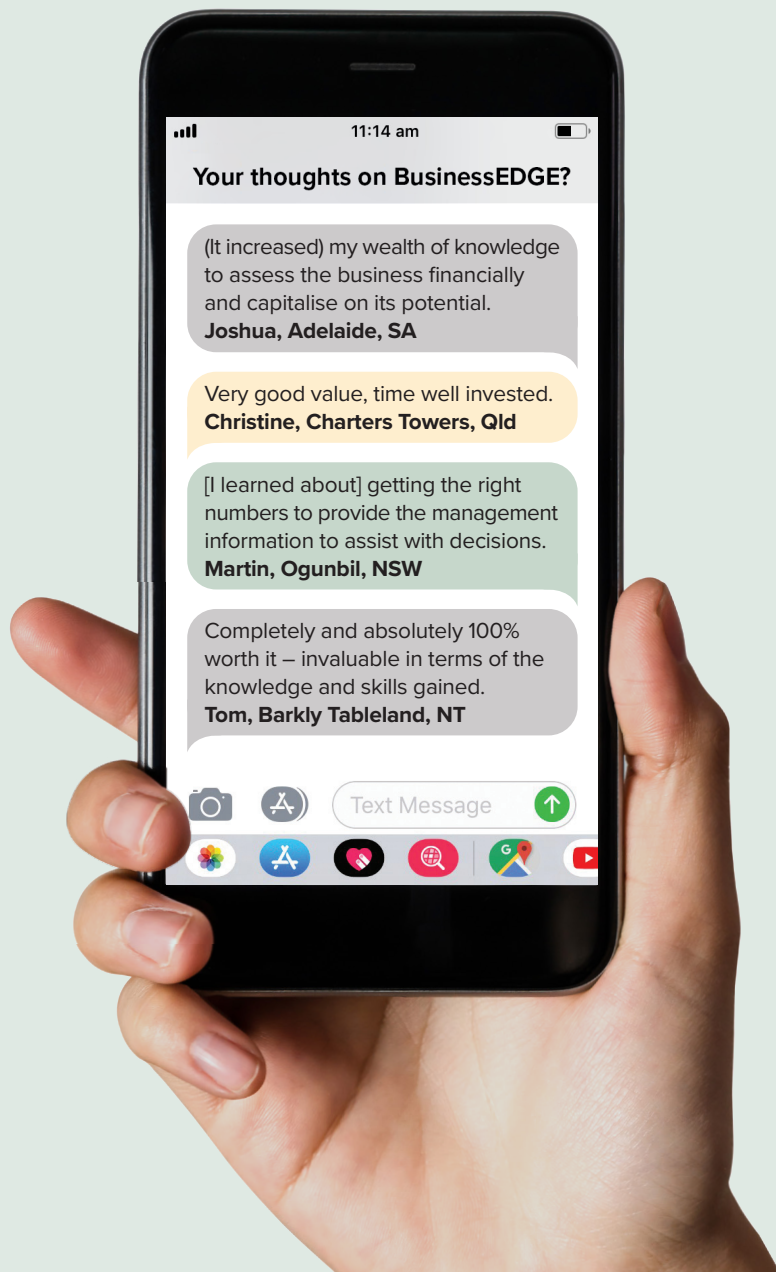 11:14 am
Your thoughts on BusinessEDGE?
(It increased) my wealth of knowledge
to assess the business financially
and capitalise on its potential.
Joshua, Adelaide, SA
Very good value, time well invested.
Christine, Charters Towers, Qld
[I learned about] getting the right
numbers to provide the management
information to assist with decisions.
Martin, Ogunbil, NSW
Completely and absolutely 100%
worth it – invaluable in terms of the
knowledge and skills gained.
Tom, Barkly Tableland, NT
Text Message
G